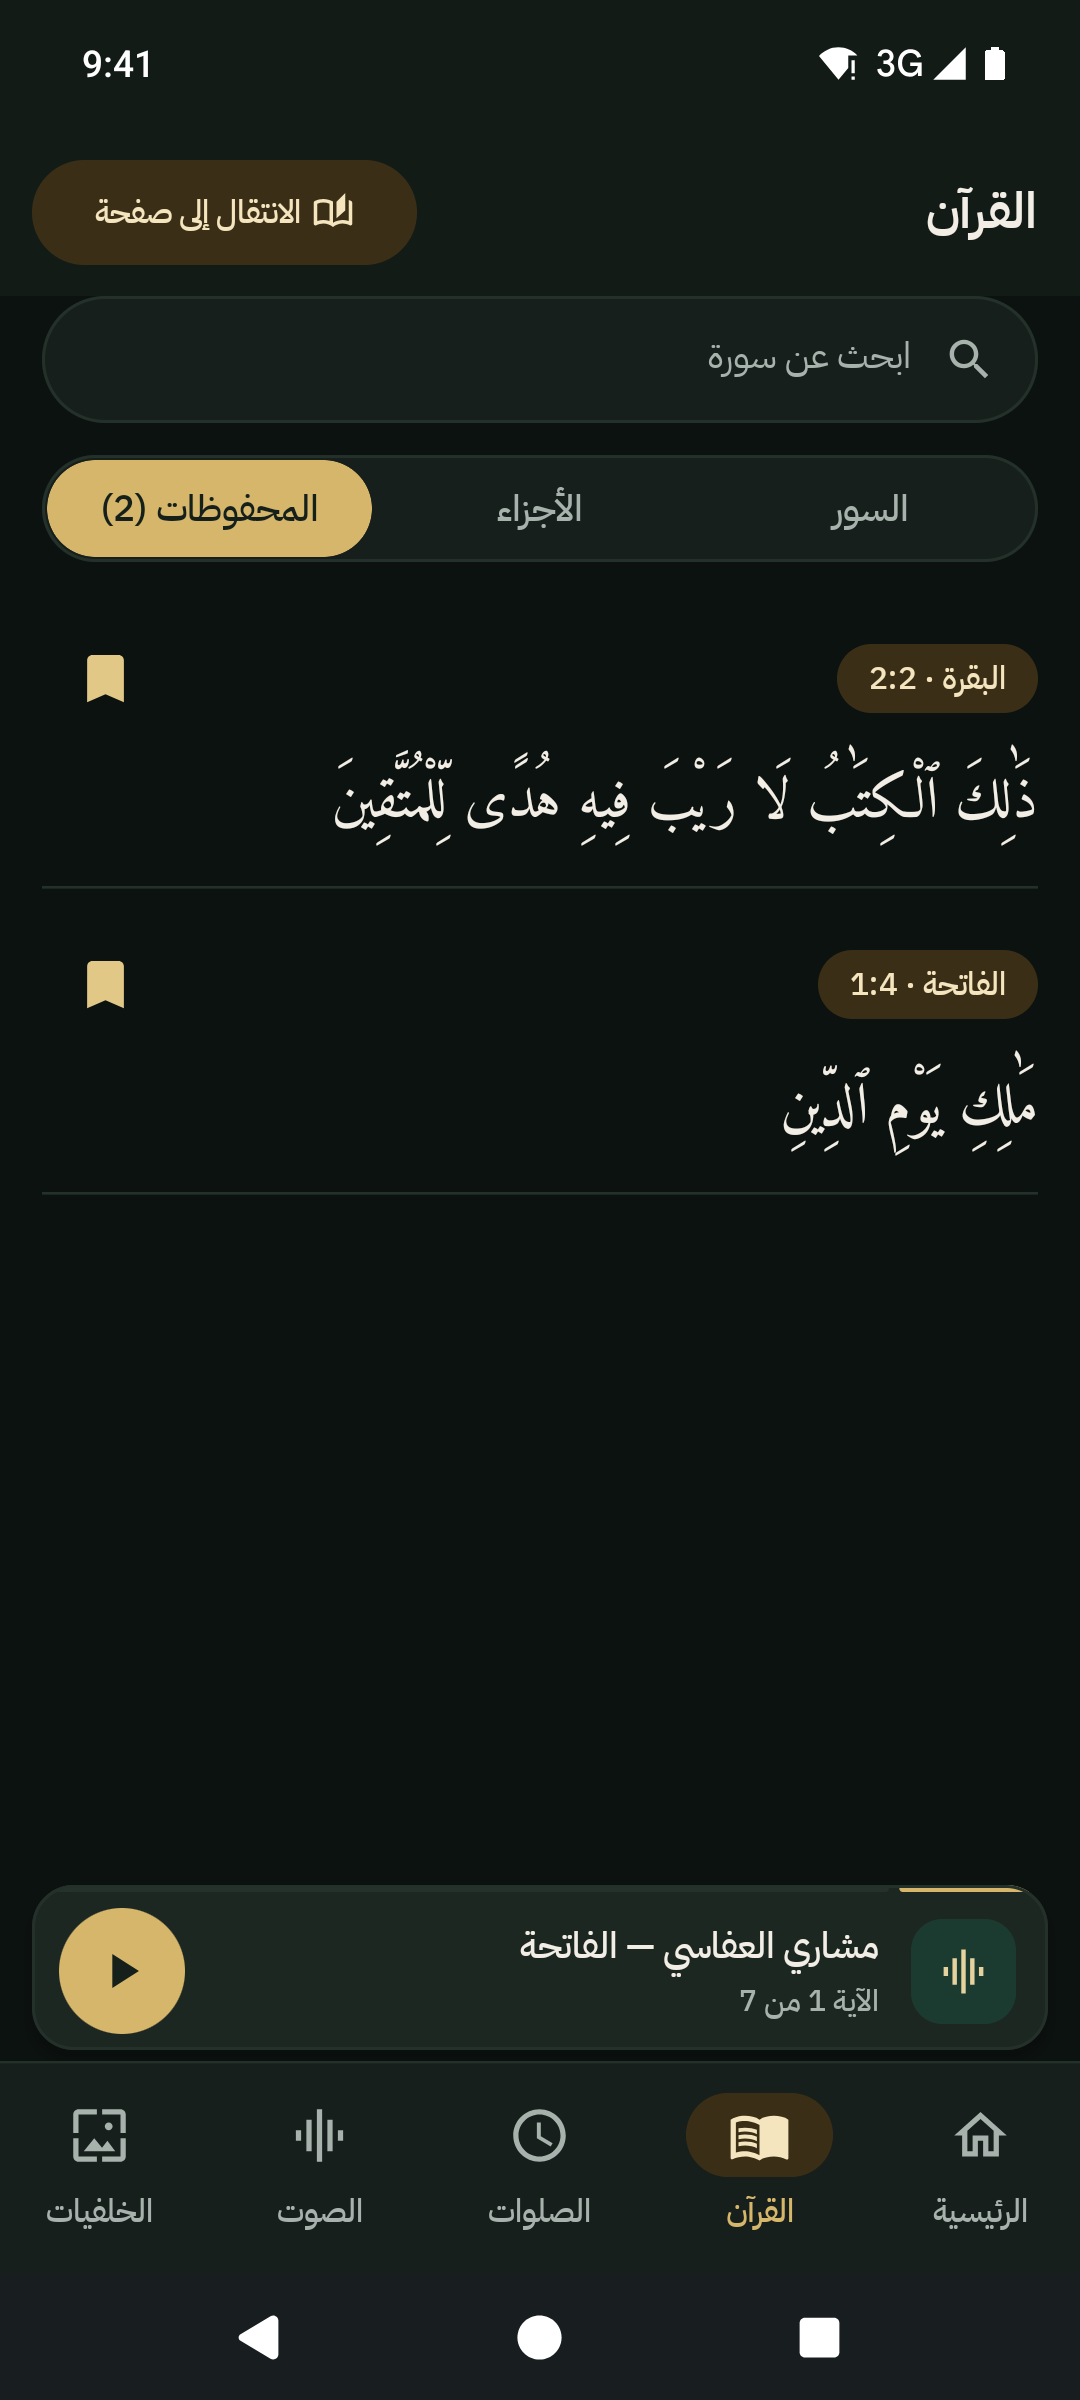 9:41
3G
القرآن
الانتقال إلى صفحة
ابحث عن سورة
السور
الأجزاء
المحفوظات (2)
البقرة · 2:2
ذَٰلِكَ ٱلْكِتَٰبُ لَا رَيْبَ فِيهِ هُدًى لِّلْمُتَّقِينَ
الفاتحة · 1:4
مَٰلِكِ يَوْمِ ٱلدِّينِ
مشاري العفاسي — الفاتحة
الآية 1 من 7
الرئيسية
القرآن
الصلوات
الصوت
الخلفيات